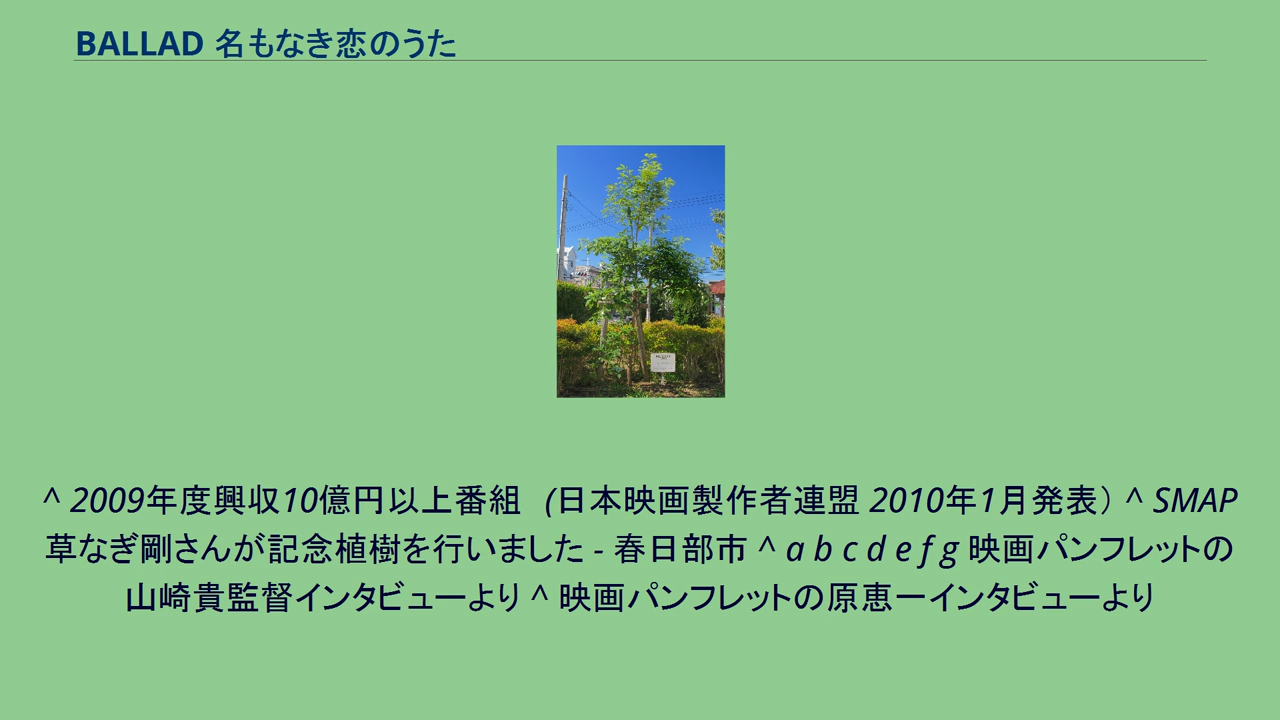 BALLAD 名もなき恋のうた
^ 2009年度興収10億円以上番組 (日本映画製作者連盟 2010年1月発表） ^ SMAP
草なぎ剛さんが記念植樹を行いました - 春日部市 ^ a b c d e f g 映画パンフレットの
山崎貴監督インタビューより ^ 映画パンフレットの原恵一インタビューより